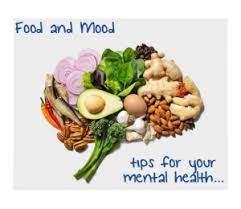 Food and Mood
tips for your
mental health...